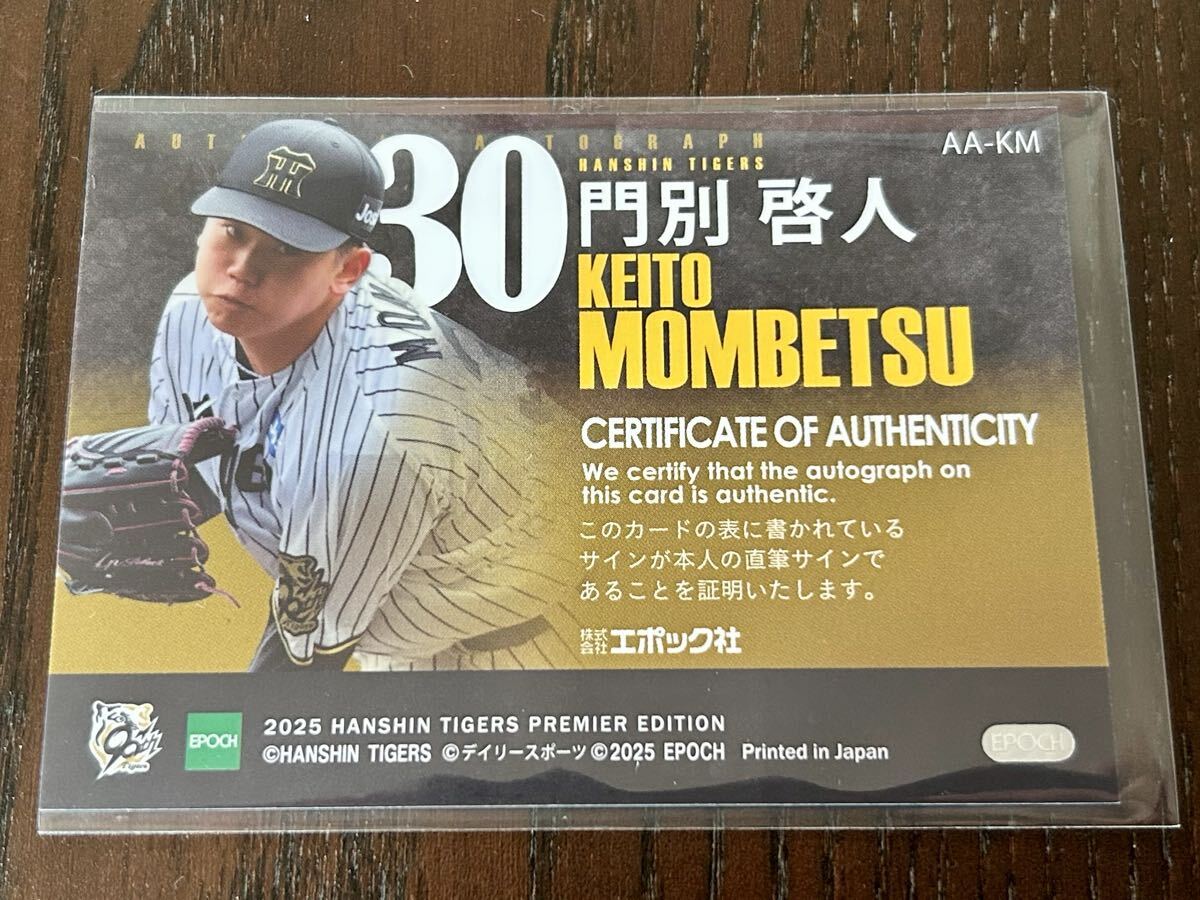 AUT A TOGRAPH
AA-KM
HANSHIN TIGERS
30
門別 啓人
KEITO
MOMBETSU
CERTIFICATE OF AUTHENTICITY
We certify that the autograph on
this card is authentic.
このカードの表に書かれている
サインが本人の直筆サインで
あることを証明いたします。
株式会社エポック社
EPOCH
2025 HANSHIN TIGERS PREMIER EDITION
©HANSHIN TIGERS ©デイリースポーツ ©2025 EPOCH Printed in Japan
EPOCH
Tigers